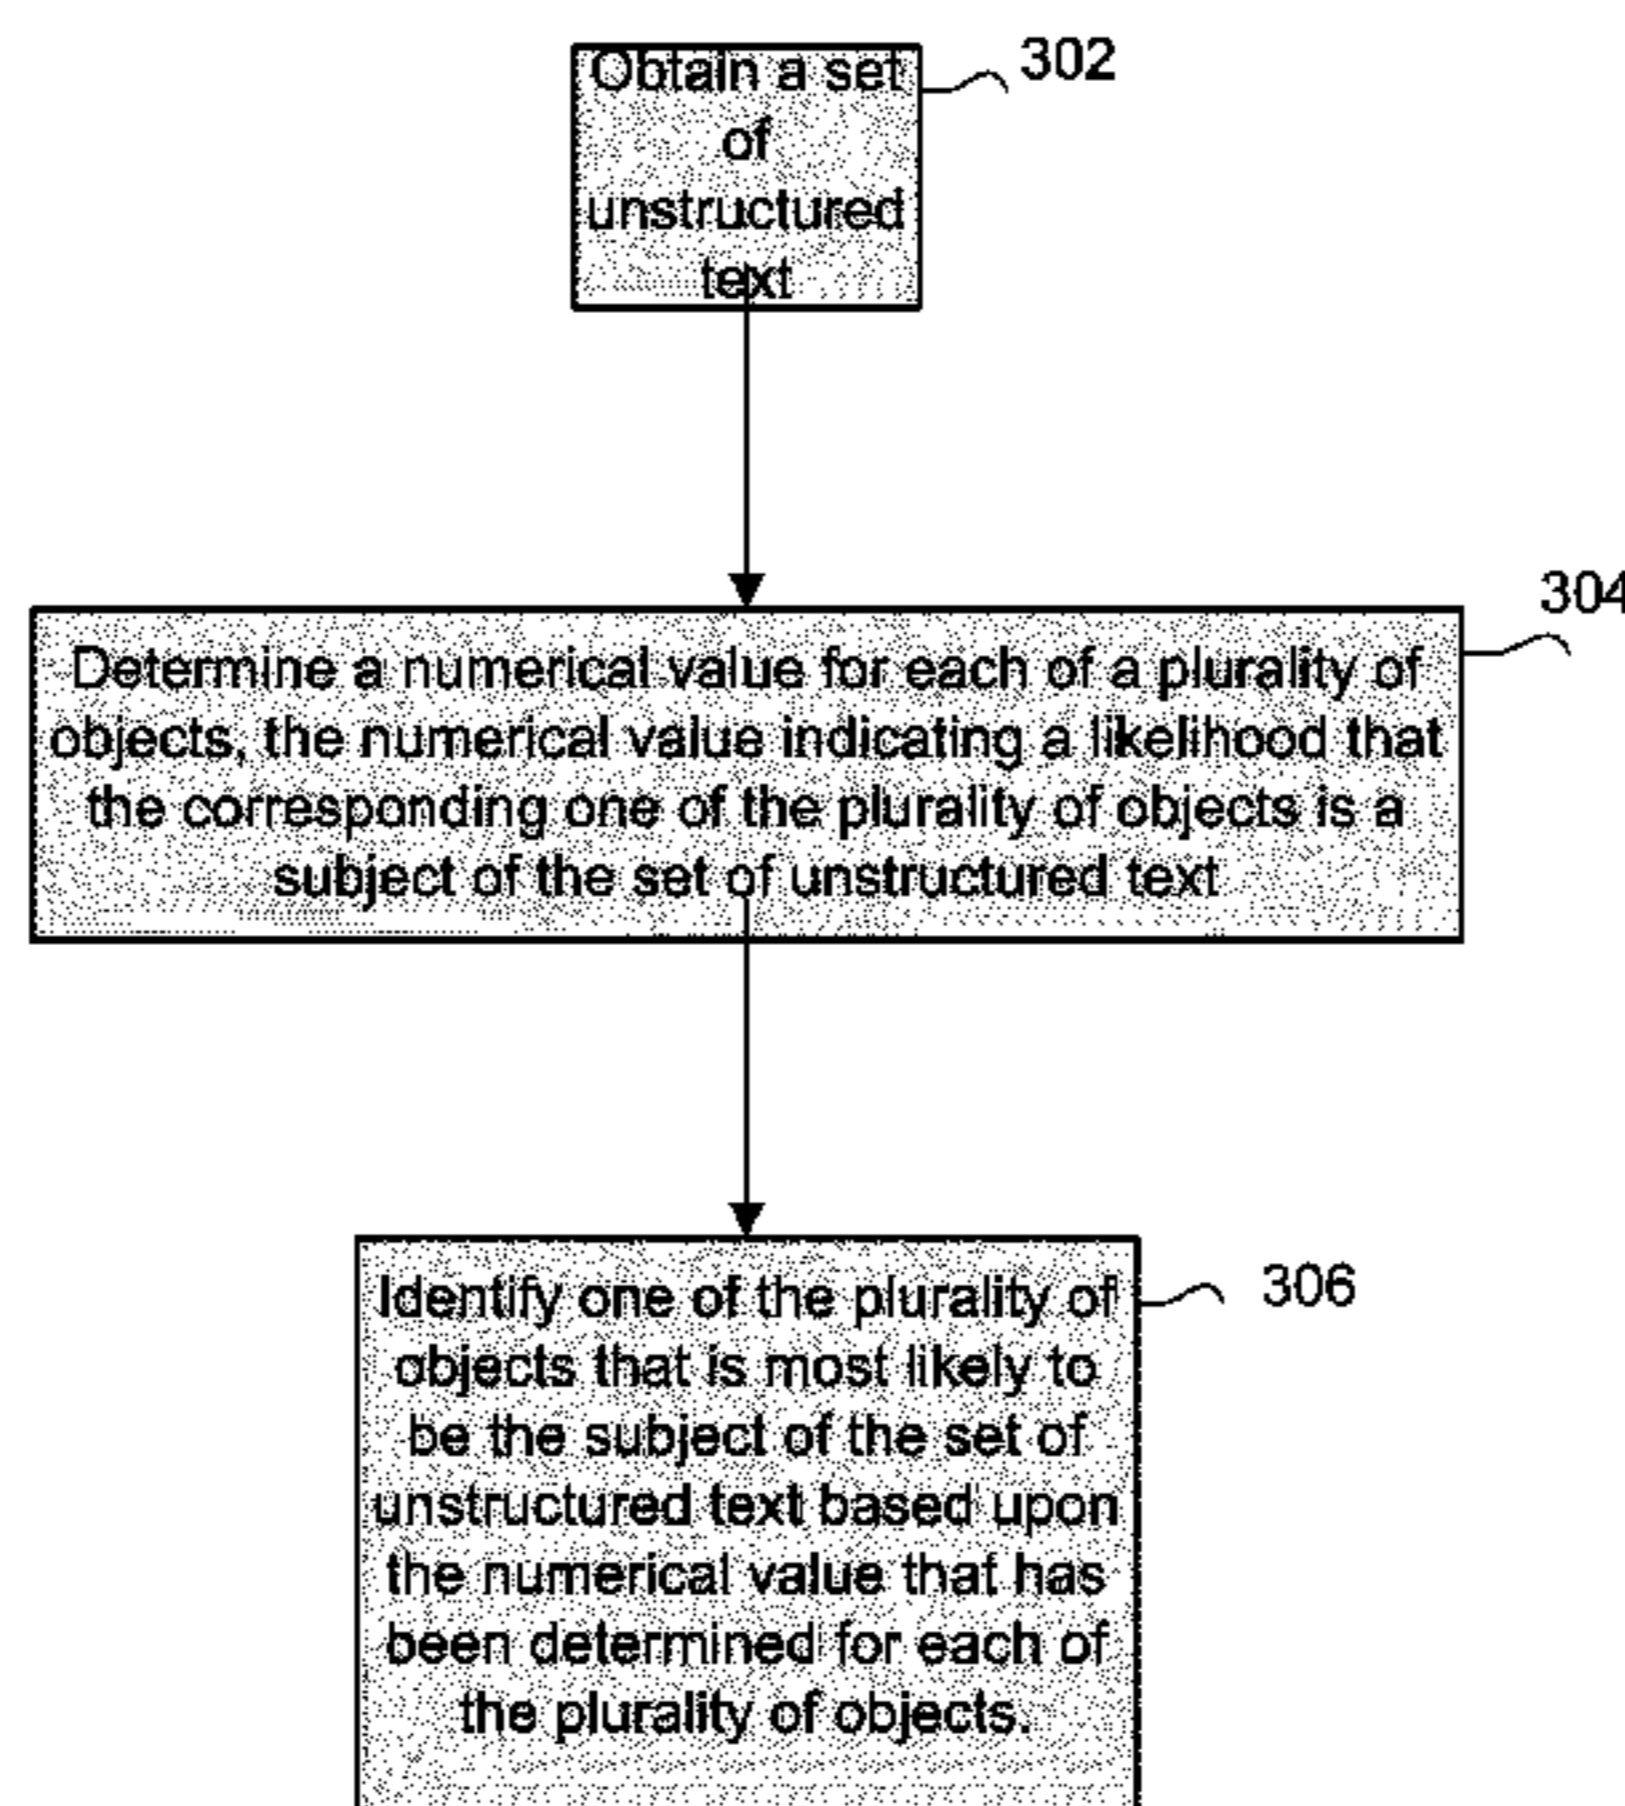 Obtain a set
of
unstructured
text
302
304
Determine a numerical value for each of a plurality of
objects, the numerical value indicating a likelihood that
the corresponding one of the plurality of objects is a
subject of the set of unstructured text
306
Identify one of the plurality of
objects that is most likely to
be the subject of the set of
unstructured text based upon
the numerical value that has
been determined for each of
the plurality of objects.